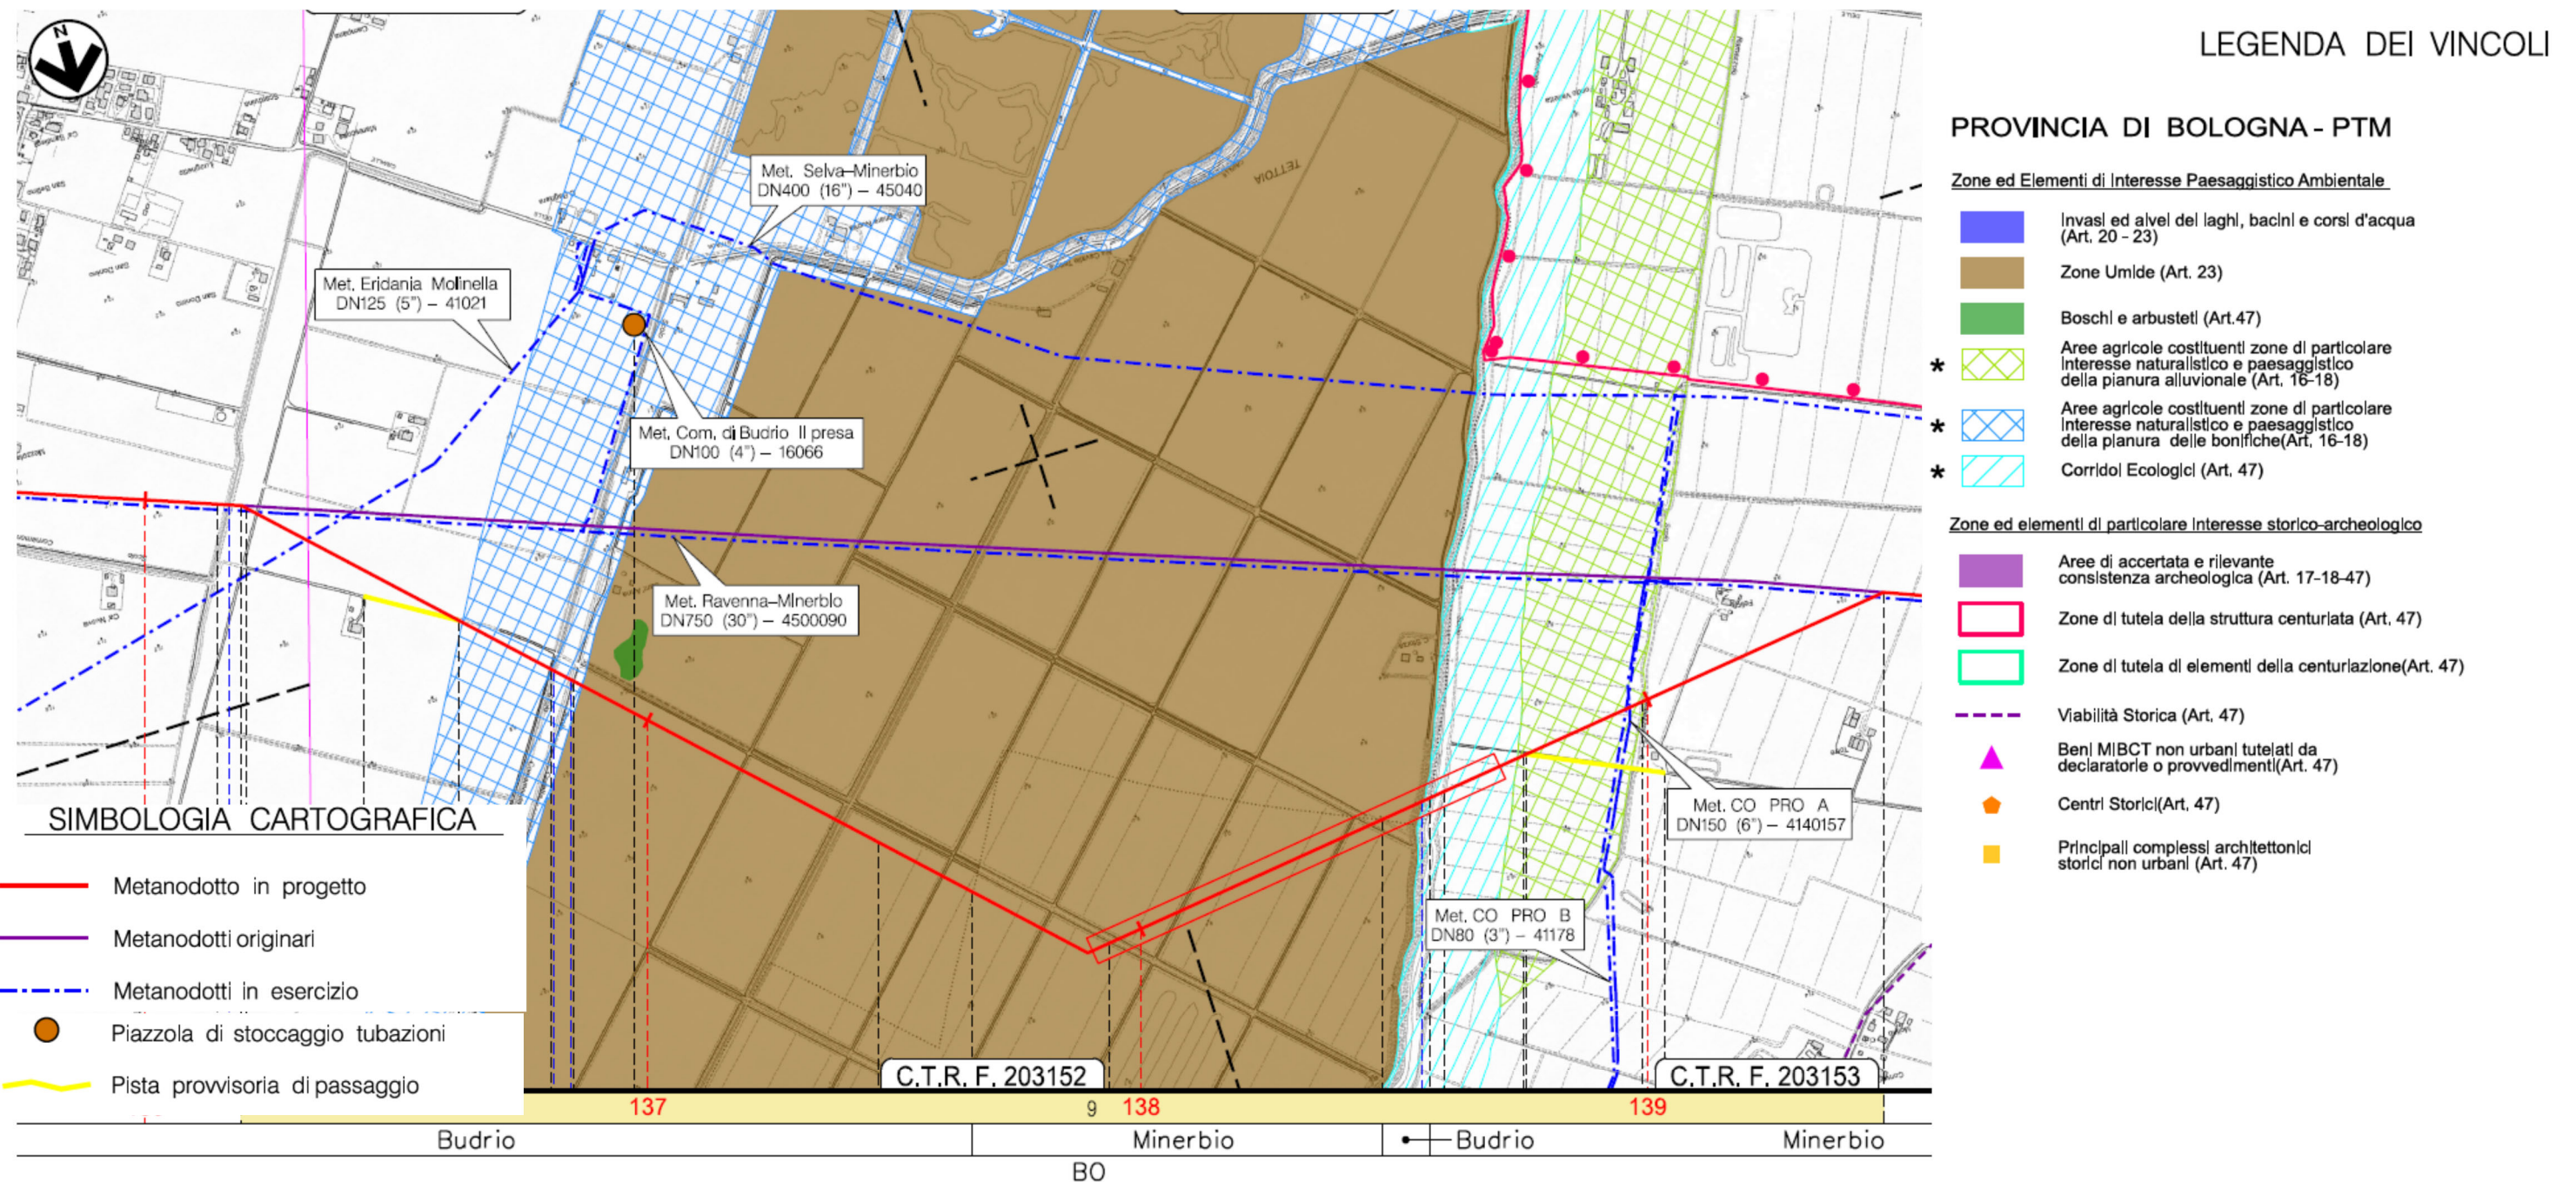 N
Met. Selva–Minerbio
DN400 (16") – 45040
Met. Eridania Molinella
DN125 (5") – 41021
Met. Com. di Budrio II presa
DN100 (4") – 16066
Met. Ravenna–Minerbio
DN750 (30") – 4500090
Met. CO PRO A
DN150 (6") – 4140157
Met. CO PRO B
DN80 (3") – 41178
TETTOIA
SIMBOLOGIA CARTOGRAFICA
Metanodotto in progetto
Metanodotti originari
Metanodotti in esercizio
Piazzola di stoccaggio tubazioni
Pista provvisoria di passaggio
C.T.R. F. 203152
C.T.R. F. 203153
137
9
138
139
Budrio
Minerbio
Budrio
Minerbio
BO
LEGENDA DEI VINCOLI
PROVINCIA DI BOLOGNA - PTM
Zone ed Elementi di Interesse Paesaggistico Ambientale
Invasi ed alvei dei laghi, bacini e corsi d'acqua
(Art. 20 - 23)
Zone Umide (Art. 23)
Boschi e arbusteti (Art.47)
* Aree agricole costituenti zone di particolare
interesse naturalistico e paesaggistico
della pianura alluvionale (Art. 16-18)
* Aree agricole costituenti zone di particolare
interesse naturalistico e paesaggistico
della pianura delle bonifiche(Art. 16-18)
* Corridoi Ecologici (Art. 47)
Zone ed elementi di particolare interesse storico-archeologico
Aree di accertata e rilevante
consistenza archeologica (Art. 17-18-47)
Zone di tutela della struttura centuriata (Art. 47)
Zone di tutela di elementi della centuriazione(Art. 47)
Viabilità Storica (Art. 47)
Beni MIBCT non urbani tutelati da
declaratorie o provvedimenti(Art. 47)
Centri Storici(Art. 47)
Principali complessi architettonici
storici non urbani (Art. 47)